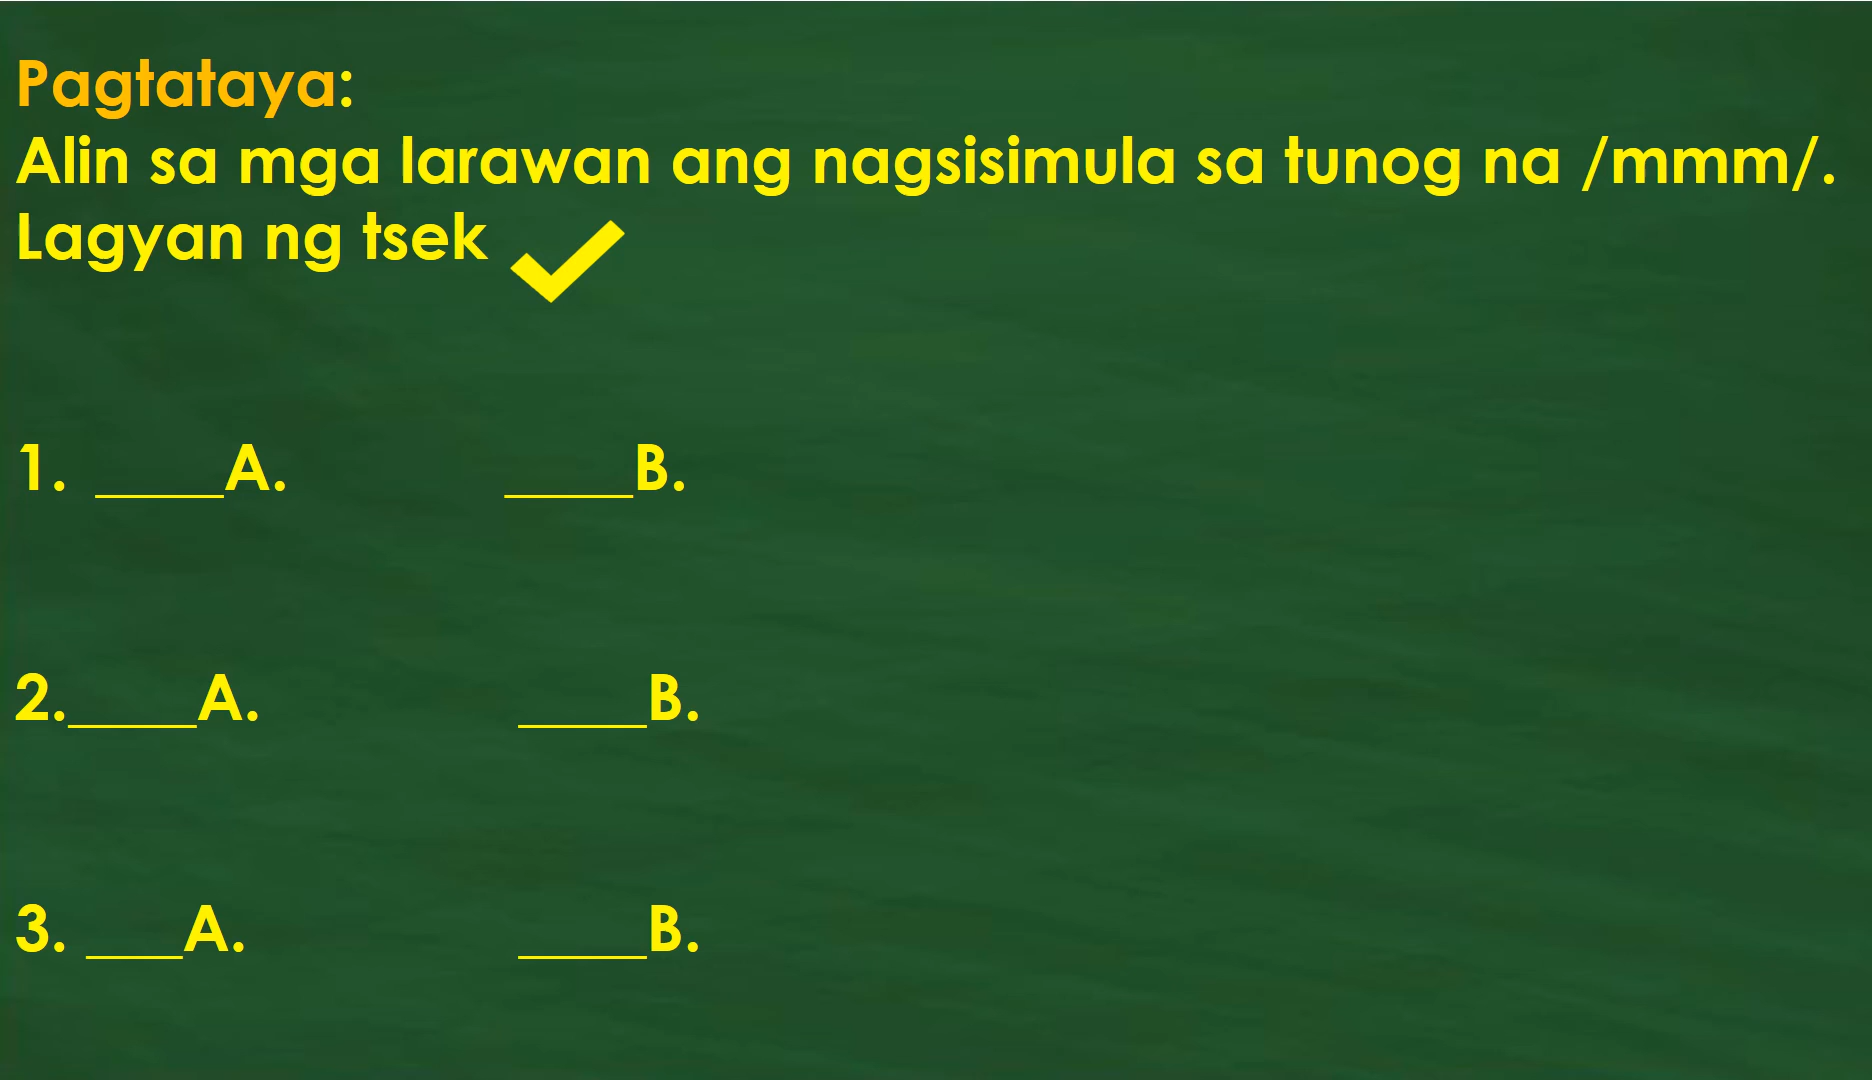 Pagtataya:
Alin sa mga larawan ang nagsisimula sa tunog na /mmm/.
Lagyan ng tsek
1. _____A. _____B.
2._____A. _____B.
3. ____A. _____B.